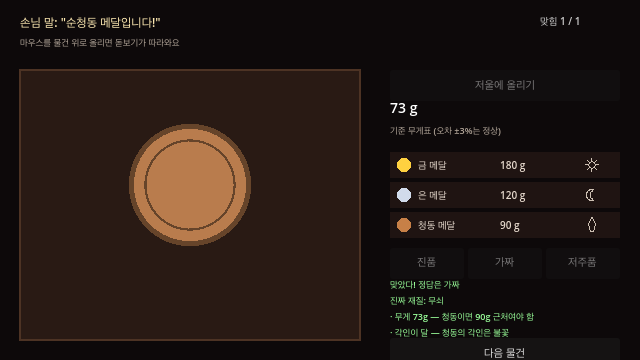 손님 말: "순청동 메달입니다!"
맞힘 1 / 1
마우스를 물건 위로 올리면 돋보기가 따라와요
저울에 올리기
73 g
기준 무게표 (오차 ±3%는 정상)
금 메달 180 g
은 메달 120 g
청동 메달 90 g
진품 가짜 저주품
맞았다! 정답은 가짜
진짜 재질: 무쇠
· 무게 73g — 청동이면 90g 근처여야 함
· 각인이 달 — 청동의 각인은 불꽃
다음 물건